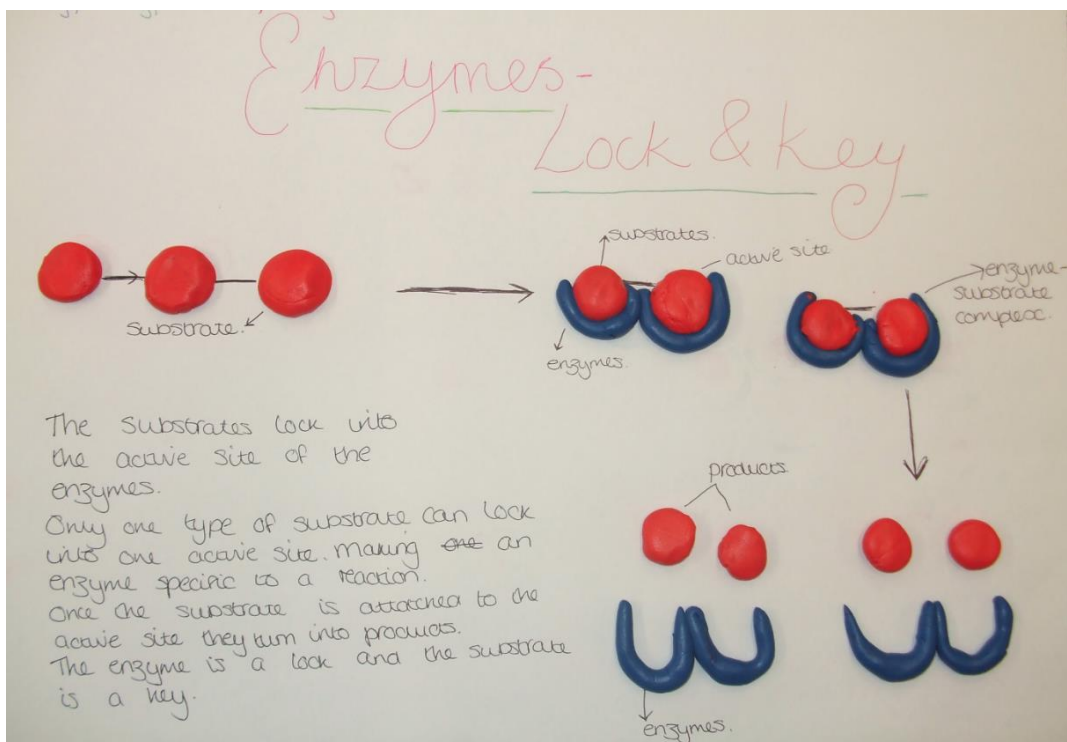 Enzymes-
Lock & Key
substrates.
active site
enzyme-
substrate
complex.
substrate.
enzymes.
The substrates lock into
the active site of the
enzymes.
Only one type of substrate can lock
into one active site. making one an
enzyme specific to a reaction.
Once the substrate is attatched to the
active site they turn into products.
The enzyme is a lock and the substrate
is a key.
products
enzymes.